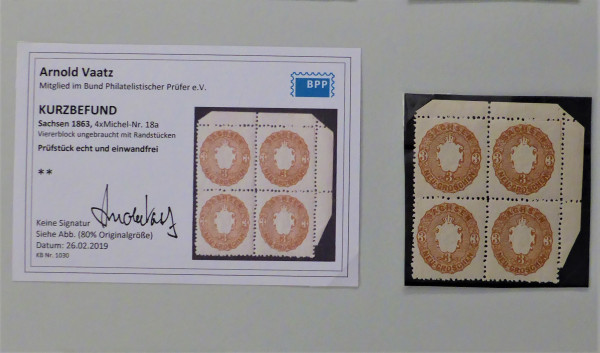 Arnold Vaatz
Mitglied im Bund Philatelistischer Prüfer e.V.
BPP
KURZBEFUND
Sachsen 1863, 4xMichel-Nr. 18a
Viererblock ungebraucht mit Randstücken
Prüfstück echt und einwandfrei
**
Keine Signatur
Siehe Abb. (80% Originalgröße)
Datum: 26.02.2019
KB Nr. 1030